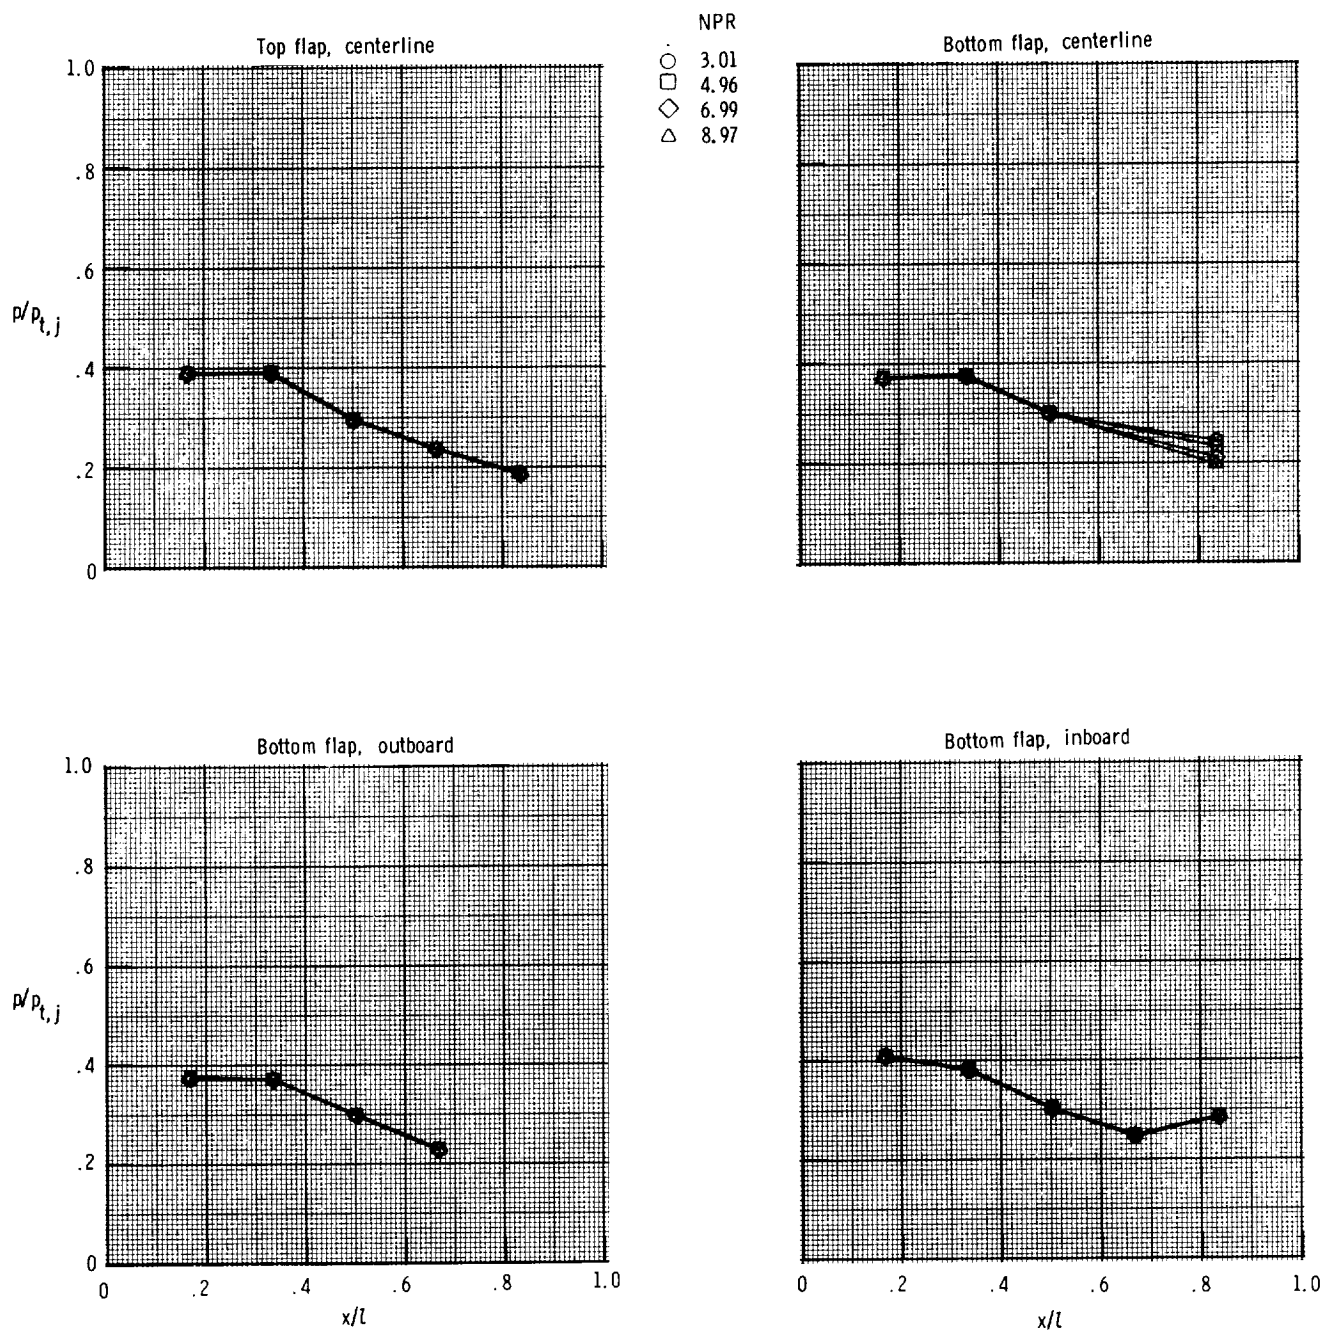 NPR
3.01
4.96
6.99
8.97
Top flap, centerline
1.0
.8
.6
.4
.2
0
p/p_t,j
Bottom flap, centerline
Bottom flap, outboard
1.0
.8
.6
.4
.2
0
p/p_t,j
0 .2 .4 .6 .8 1.0
x/l
Bottom flap, inboard
0 .2 .4 .6 .8 1.0
x/l